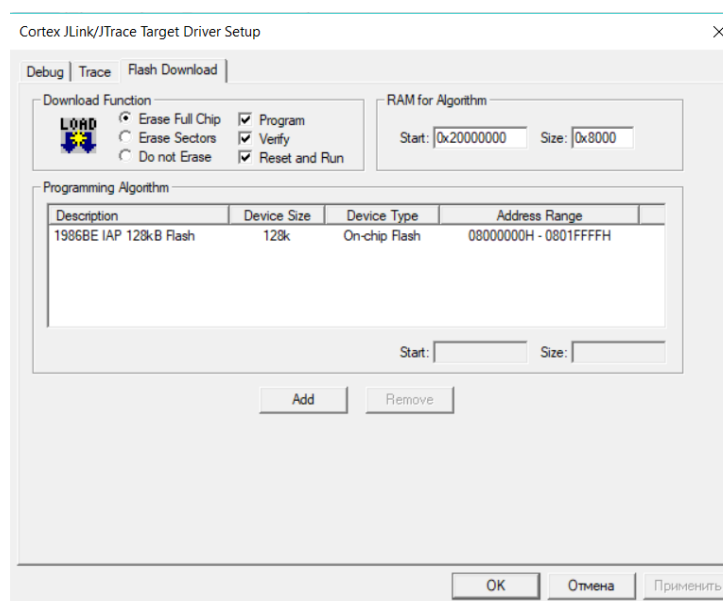 Cortex JLink/JTrace Target Driver Setup
Debug Trace Flash Download
Download Function
LOAD
Erase Full Chip
Erase Sectors
Do not Erase
Program
Verify
Reset and Run
RAM for Algorithm
Start: 0x20000000 Size: 0x8000
Programming Algorithm
Description Device Size Device Type Address Range
1986BE IAP 128kB Flash 128k On-chip Flash 08000000H - 0801FFFFH
Start: Size:
Add Remove
OK Отмена Применить